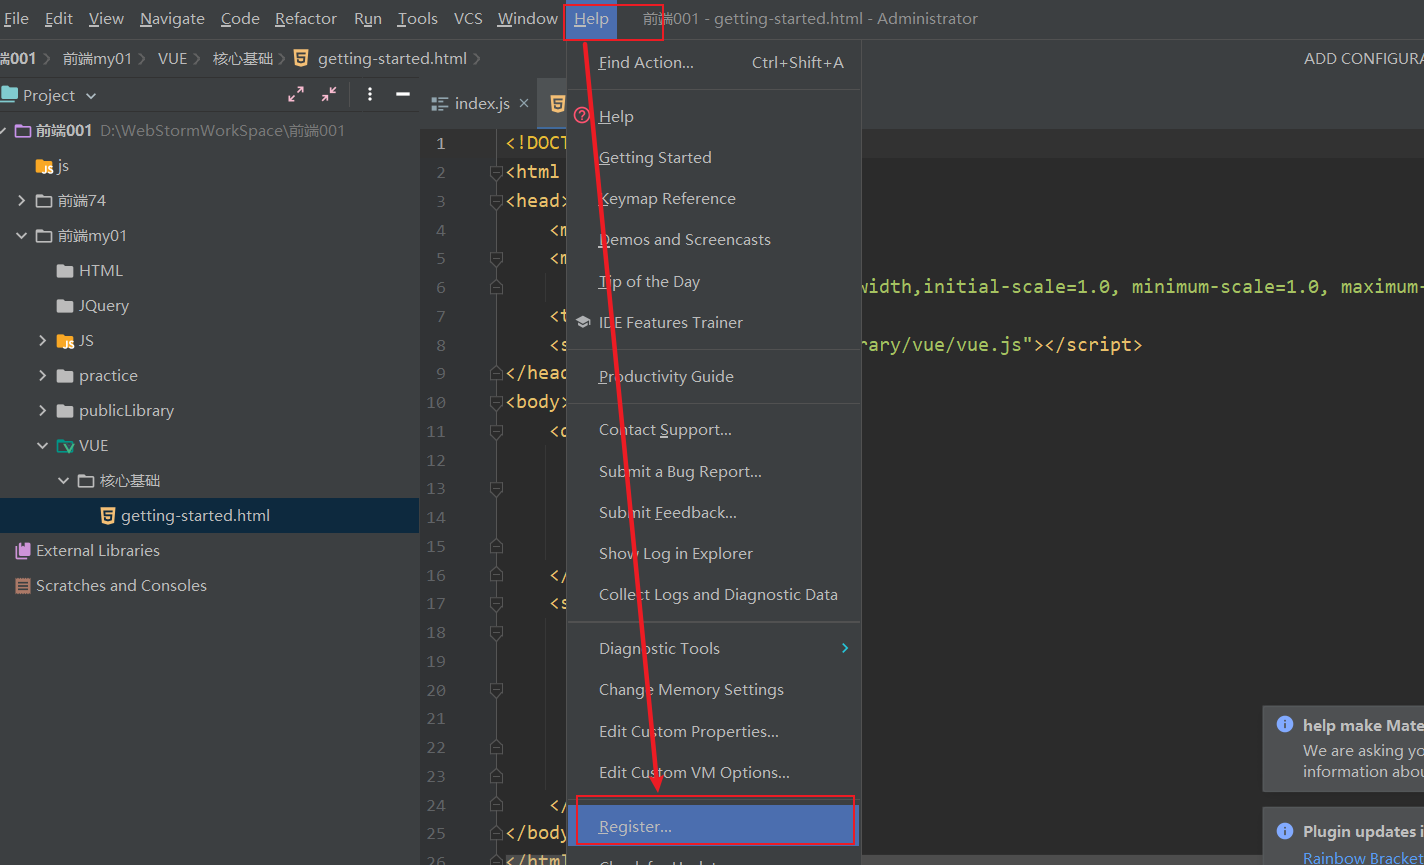 File Edit View Navigate Code Refactor Run Tools VCS Window Help 前端001 - getting-started.html - Administrator
端001 前端my01 VUE 核心基础 getting-started.html ADD CONFIGURA
Project
前端001 D:\WebStormWorkSpace\前端001
js
前端74
前端my01
HTML
JQuery
JS
practice
publicLibrary
VUE
核心基础
getting-started.html
External Libraries
Scratches and Consoles
index.js
1 <!DOCT
2 <html
3 <head>
4 <m
5 <m
6 width,initial-scale=1.0, minimum-scale=1.0, maximum-
7 <t
8 <s rary/vue/vue.js"></script>
9 </head
10 <body>
11 <d
12
13
14
15
16 </
17 <s
18
19
20
21
22
23
24 </
25 </body
26 </html
Find Action... Ctrl+Shift+A
Help
Getting Started
Keymap Reference
Demos and Screencasts
Tip of the Day
IDE Features Trainer
Productivity Guide
Contact Support...
Submit a Bug Report...
Submit Feedback...
Show Log in Explorer
Collect Logs and Diagnostic Data
Diagnostic Tools
Change Memory Settings
Edit Custom Properties...
Edit Custom VM Options...
Register...
help make Mate
We are asking yo
information abou
Plugin updates i
Rainbow Bracket